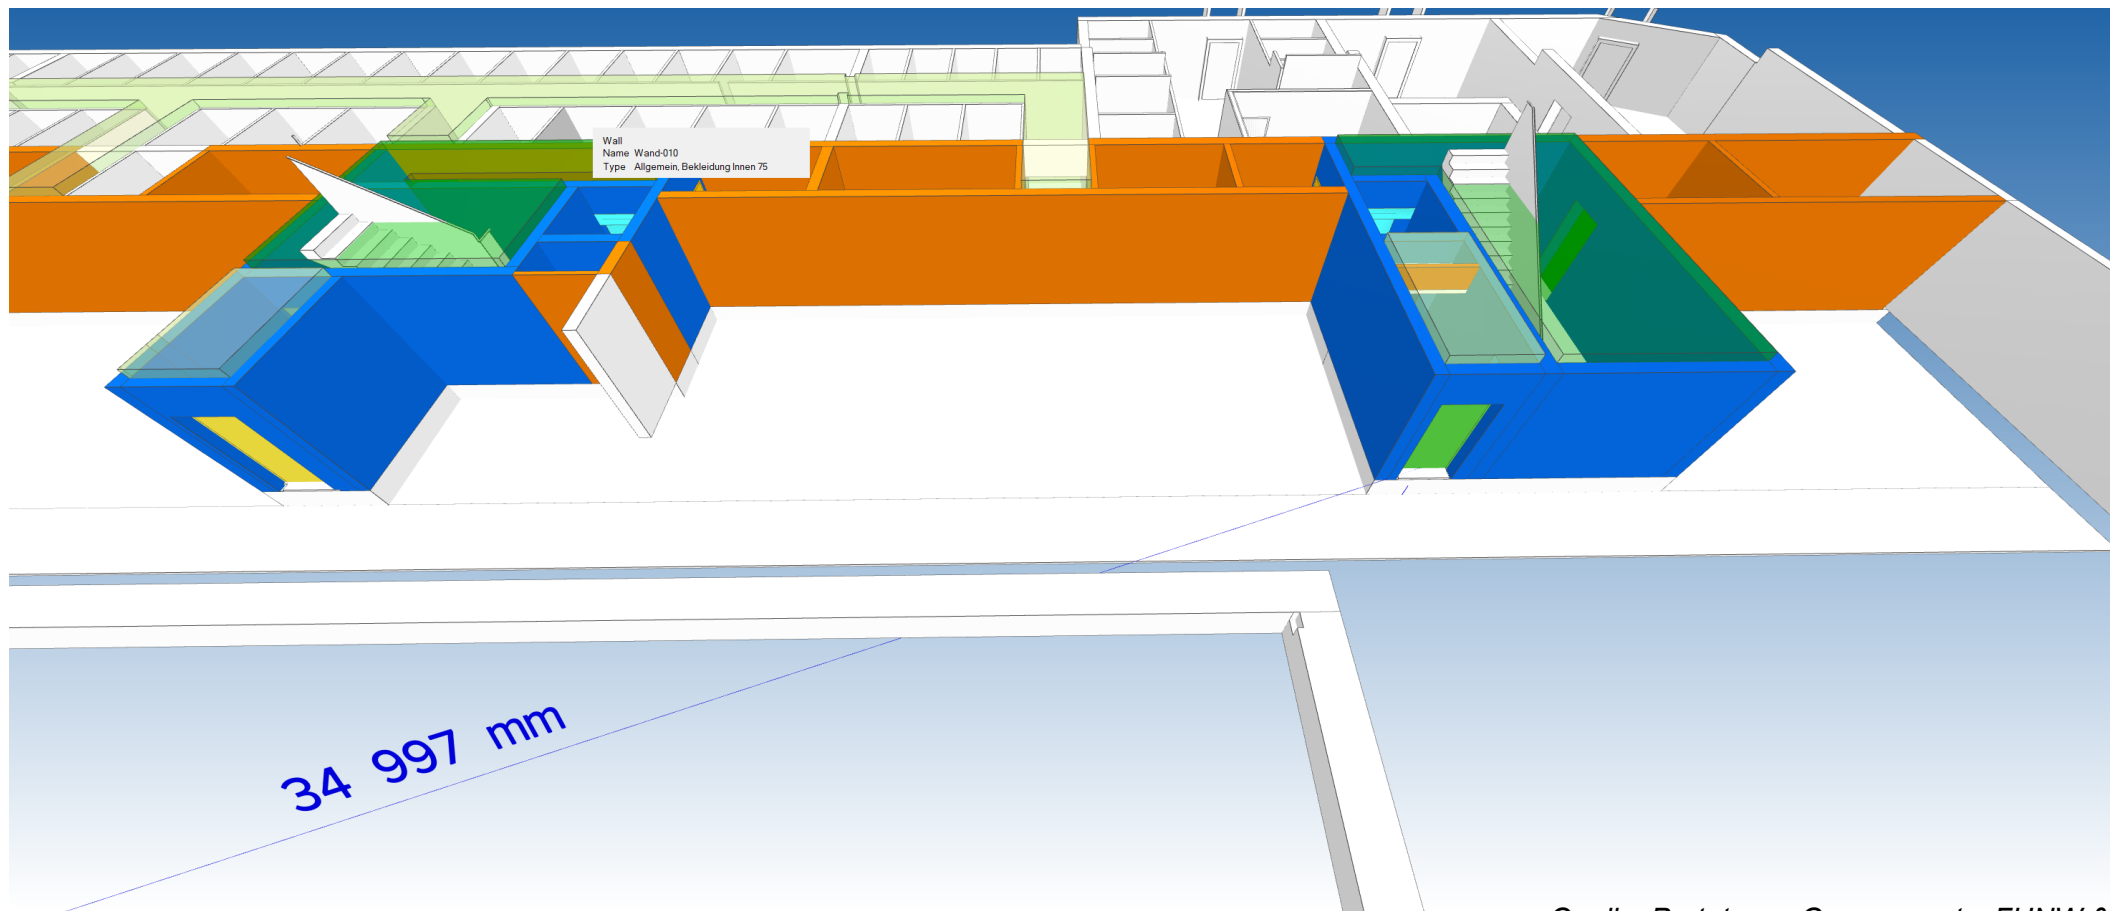 Wall
Name Wand-010
Type Allgemein, Bekleidung Innen 75
34 997 mm